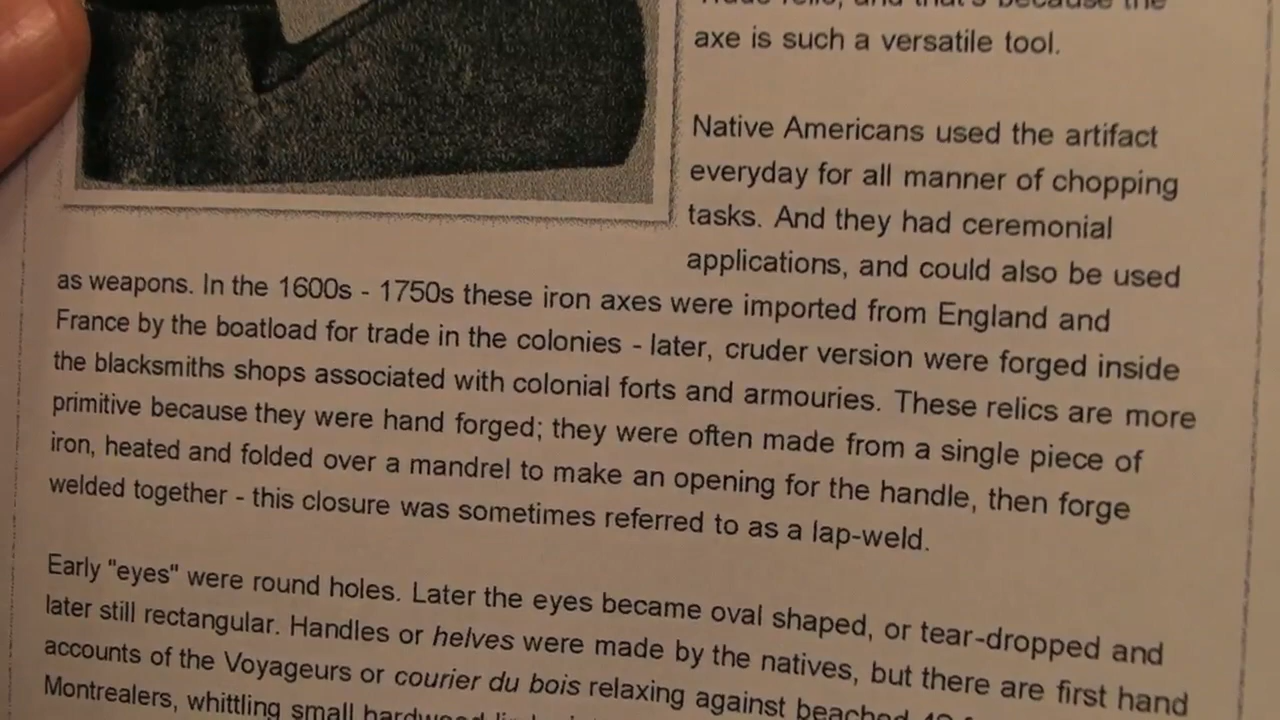 Trade relic, and that's because the
axe is such a versatile tool.
Native Americans used the artifact
everyday for all manner of chopping
tasks. And they had ceremonial
applications, and could also be used
as weapons. In the 1600s - 1750s these iron axes were imported from England and
France by the boatload for trade in the colonies - later, cruder version were forged inside
the blacksmiths shops associated with colonial forts and armouries. These relics are more
primitive because they were hand forged; they were often made from a single piece of
iron, heated and folded over a mandrel to make an opening for the handle, then forge
welded together - this closure was sometimes referred to as a lap-weld.
Early "eyes" were round holes. Later the eyes became oval shaped, or tear-dropped and
later still rectangular. Handles or helves were made by the natives, but there are first hand
accounts of the Voyageurs or courier du bois relaxing against beached
Montrealers, whittling small hardwood